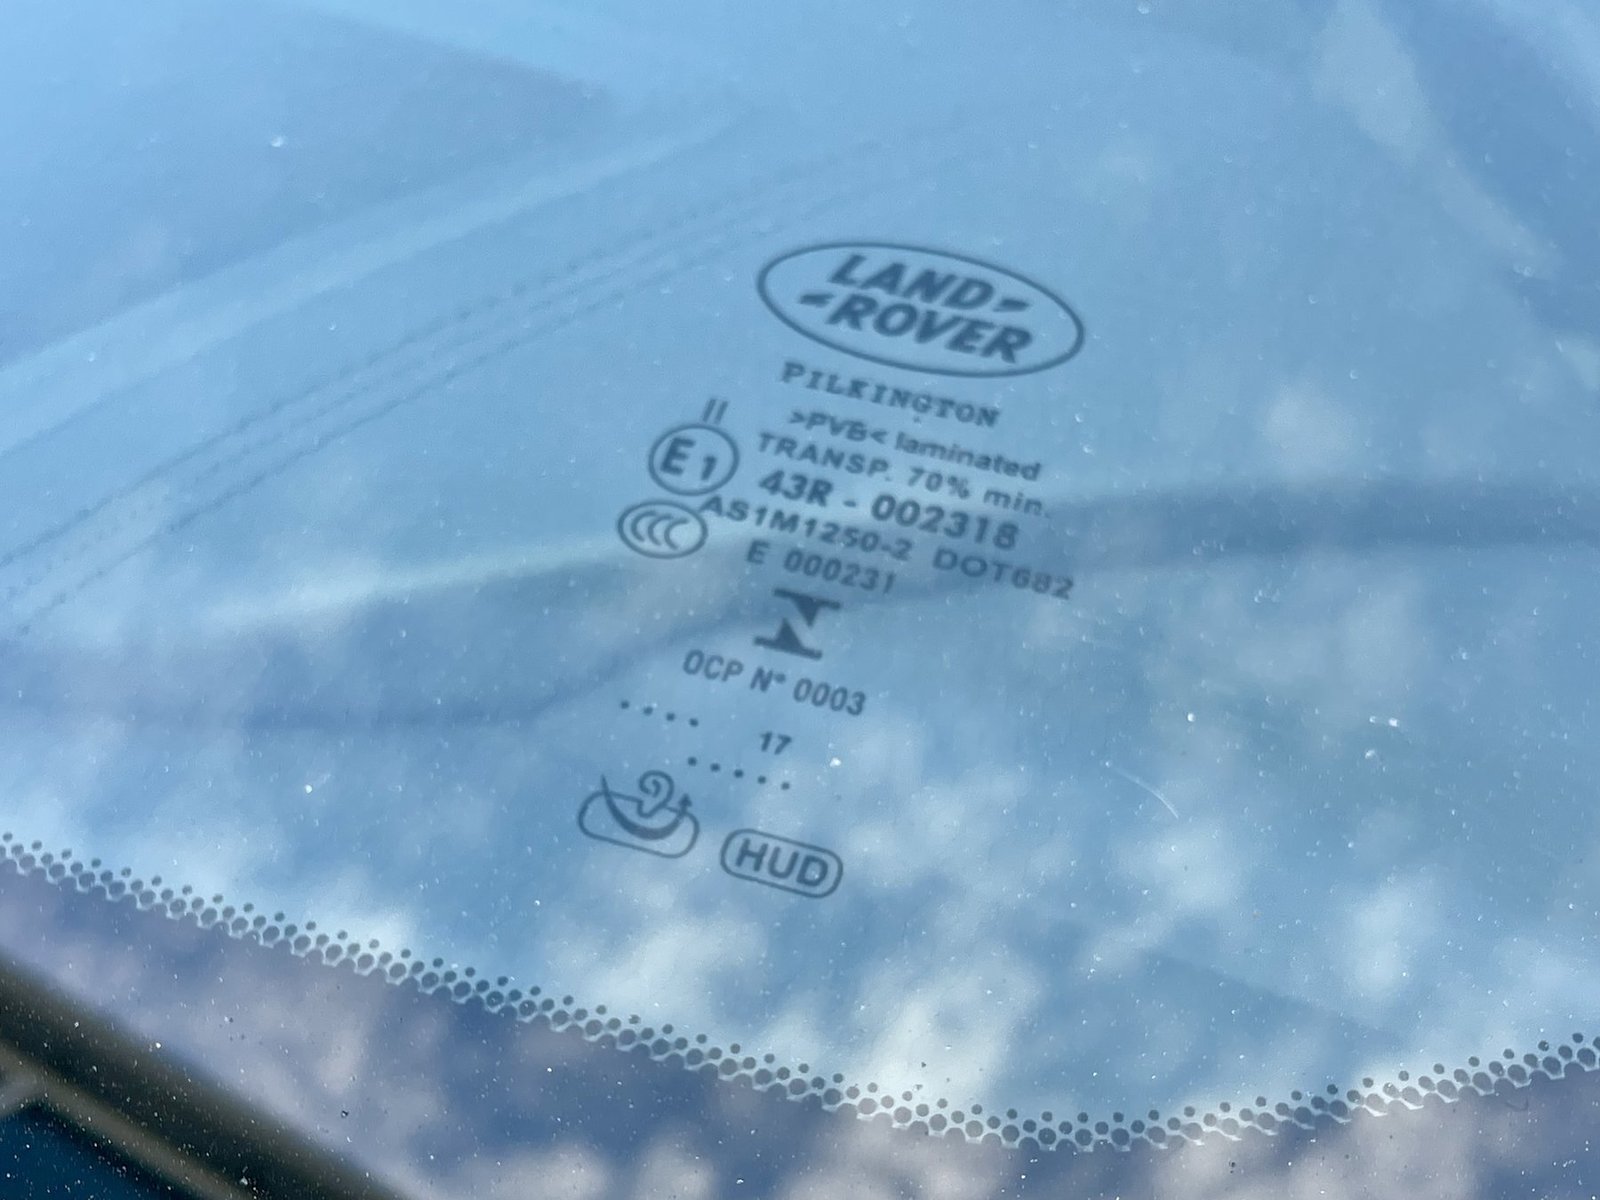 LAND
ROVER
PILKINGTON
>PVB< laminated
II
TRANSP. 70% min.
E1
43R - 002318
CCC
AS1M1250-2 DOT682
E 000231
OCP N° 0003
.... 17
.....
HUD